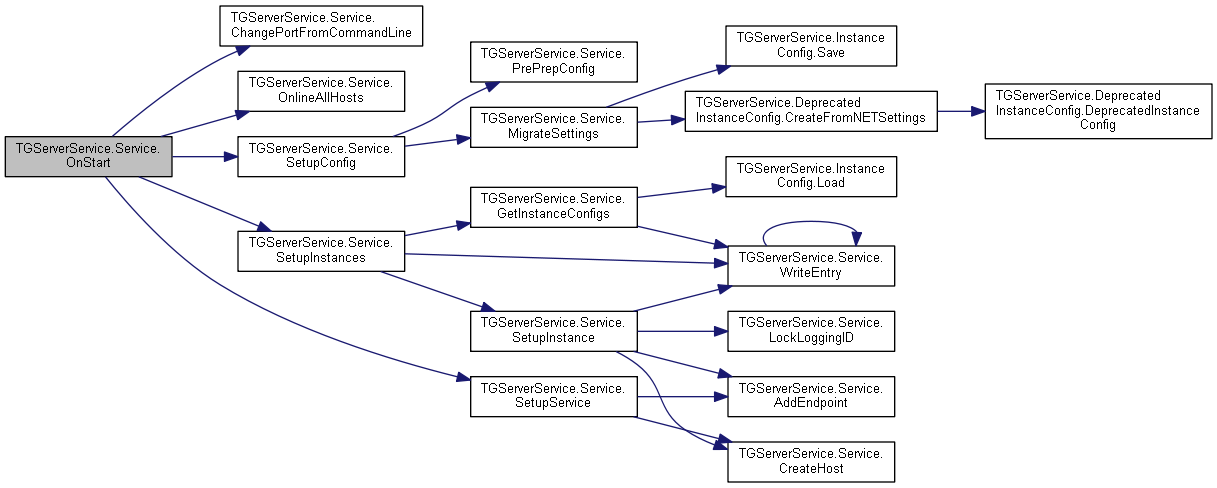 TGServerService.Service.
OnStart
TGServerService.Service.
ChangePortFromCommandLine
TGServerService.Service.
OnlineAllHosts
TGServerService.Service.
SetupConfig
TGServerService.Service.
PrePrepConfig
TGServerService.Service.
MigrateSettings
TGServerService.Instance
Config.Save
TGServerService.Deprecated
InstanceConfig.CreateFromNETSettings
TGServerService.Deprecated
InstanceConfig.DeprecatedInstance
Config
TGServerService.Service.
SetupInstances
TGServerService.Service.
GetInstanceConfigs
TGServerService.Instance
Config.Load
TGServerService.Service.
WriteEntry
TGServerService.Service.
SetupInstance
TGServerService.Service.
LockLoggingID
TGServerService.Service.
AddEndpoint
TGServerService.Service.
SetupService
TGServerService.Service.
CreateHost